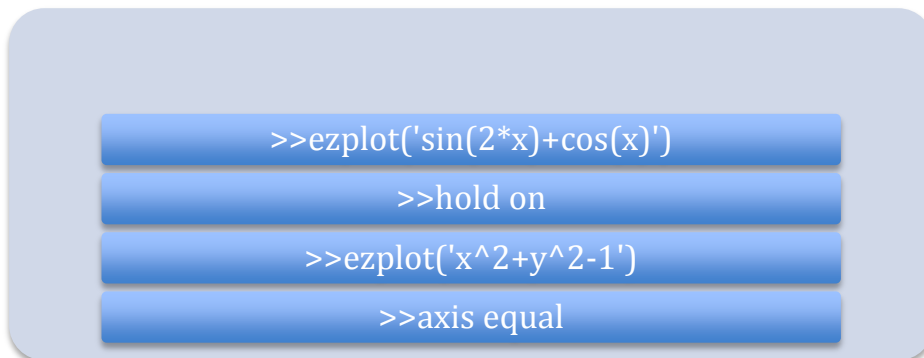 >>ezplot('sin(2*x)+cos(x)')
>>hold on
>>ezplot('x^2+y^2-1')
>>axis equal